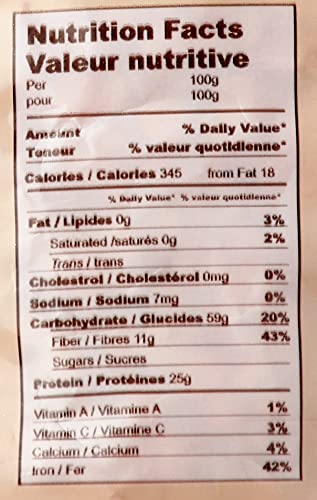 Nutrition Facts
Valeur nutritive
Per 100g
pour 100g
Amount % Daily Value*
Teneur % valeur quotidienne*
Calories / Calories 345 from Fat 18
% Daily Value* % valeur quotidienne*
Fat / Lipides 0g 3%
Saturated /saturés 0g 2%
Trans / trans
Cholestrol / Cholestérol 0mg 0%
Sodium / Sodium 7mg 0%
Carbohydrate / Glucides 59g 20%
Fiber / Fibres 11g 43%
Sugars / Sucres
Protein / Protéines 25g
Vitamin A / Vitamine A 1%
Vitamin C / Vitamine C 3%
Calcium / Calcium 4%
Iron / Fer 42%